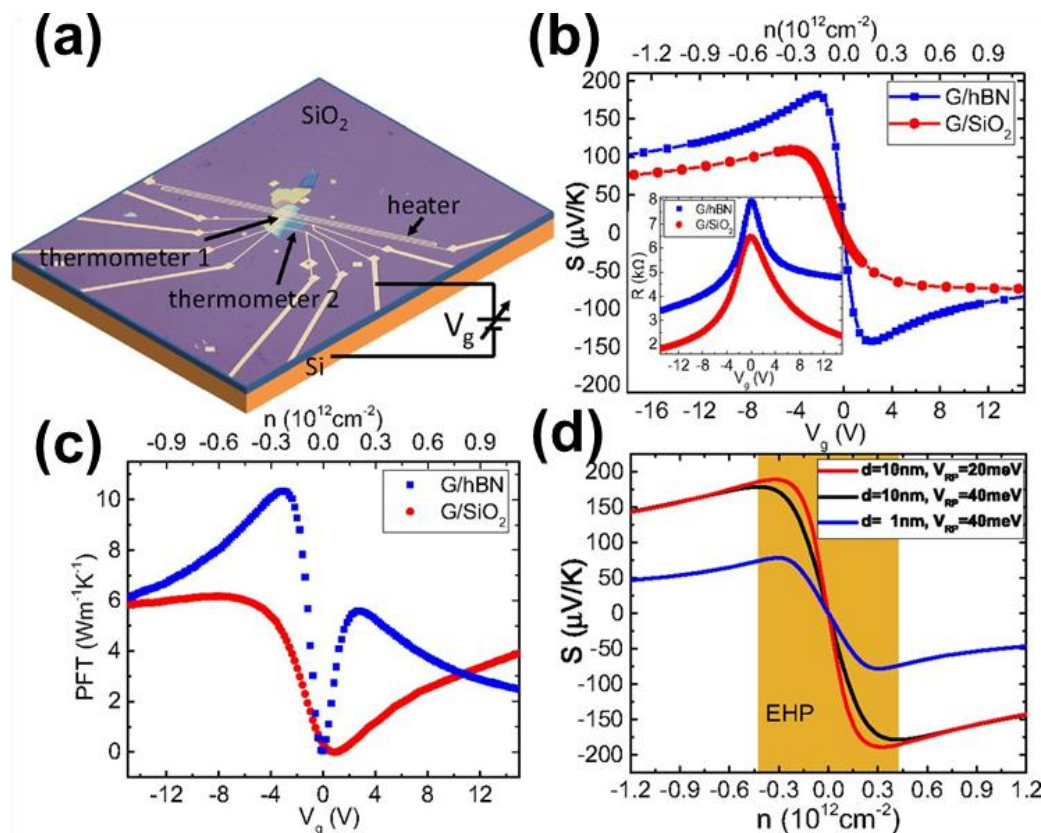 (a)
SiO2
heater
thermometer 1
thermometer 2
Vg
Si
(b)
n(10^12cm^-2)
-1.2 -0.9 -0.6 -0.3 0.0 0.3 0.6 0.9
200
150
100
50
0
-50
-100
-150
-200
S (μV/K)
G/hBN
G/SiO2
8
7
6
5
4
3
2
R (kΩ)
G/hBN
G/SiO2
-12 -8 -4 0 4 8 12
Vg (V)
-16 -12 -8 -4 0 4 8 12
Vg (V)
(c)
n (10^12cm^-2)
-0.9 -0.6 -0.3 0.0 0.3 0.6 0.9
10
8
6
4
2
0
PFT (Wm^-1K^-1)
G/hBN
G/SiO2
-12 -8 -4 0 4 8 12
Vg (V)
(d)
200
150
100
50
0
-50
-100
-150
-200
S (μV/K)
d=10nm, VRP=20meV
d=10nm, VRP=40meV
d= 1nm, VRP=40meV
EHP
-1.2 -0.9 -0.6 -0.3 0.0 0.3 0.6 0.9 1.2
n (10^12cm^-2)